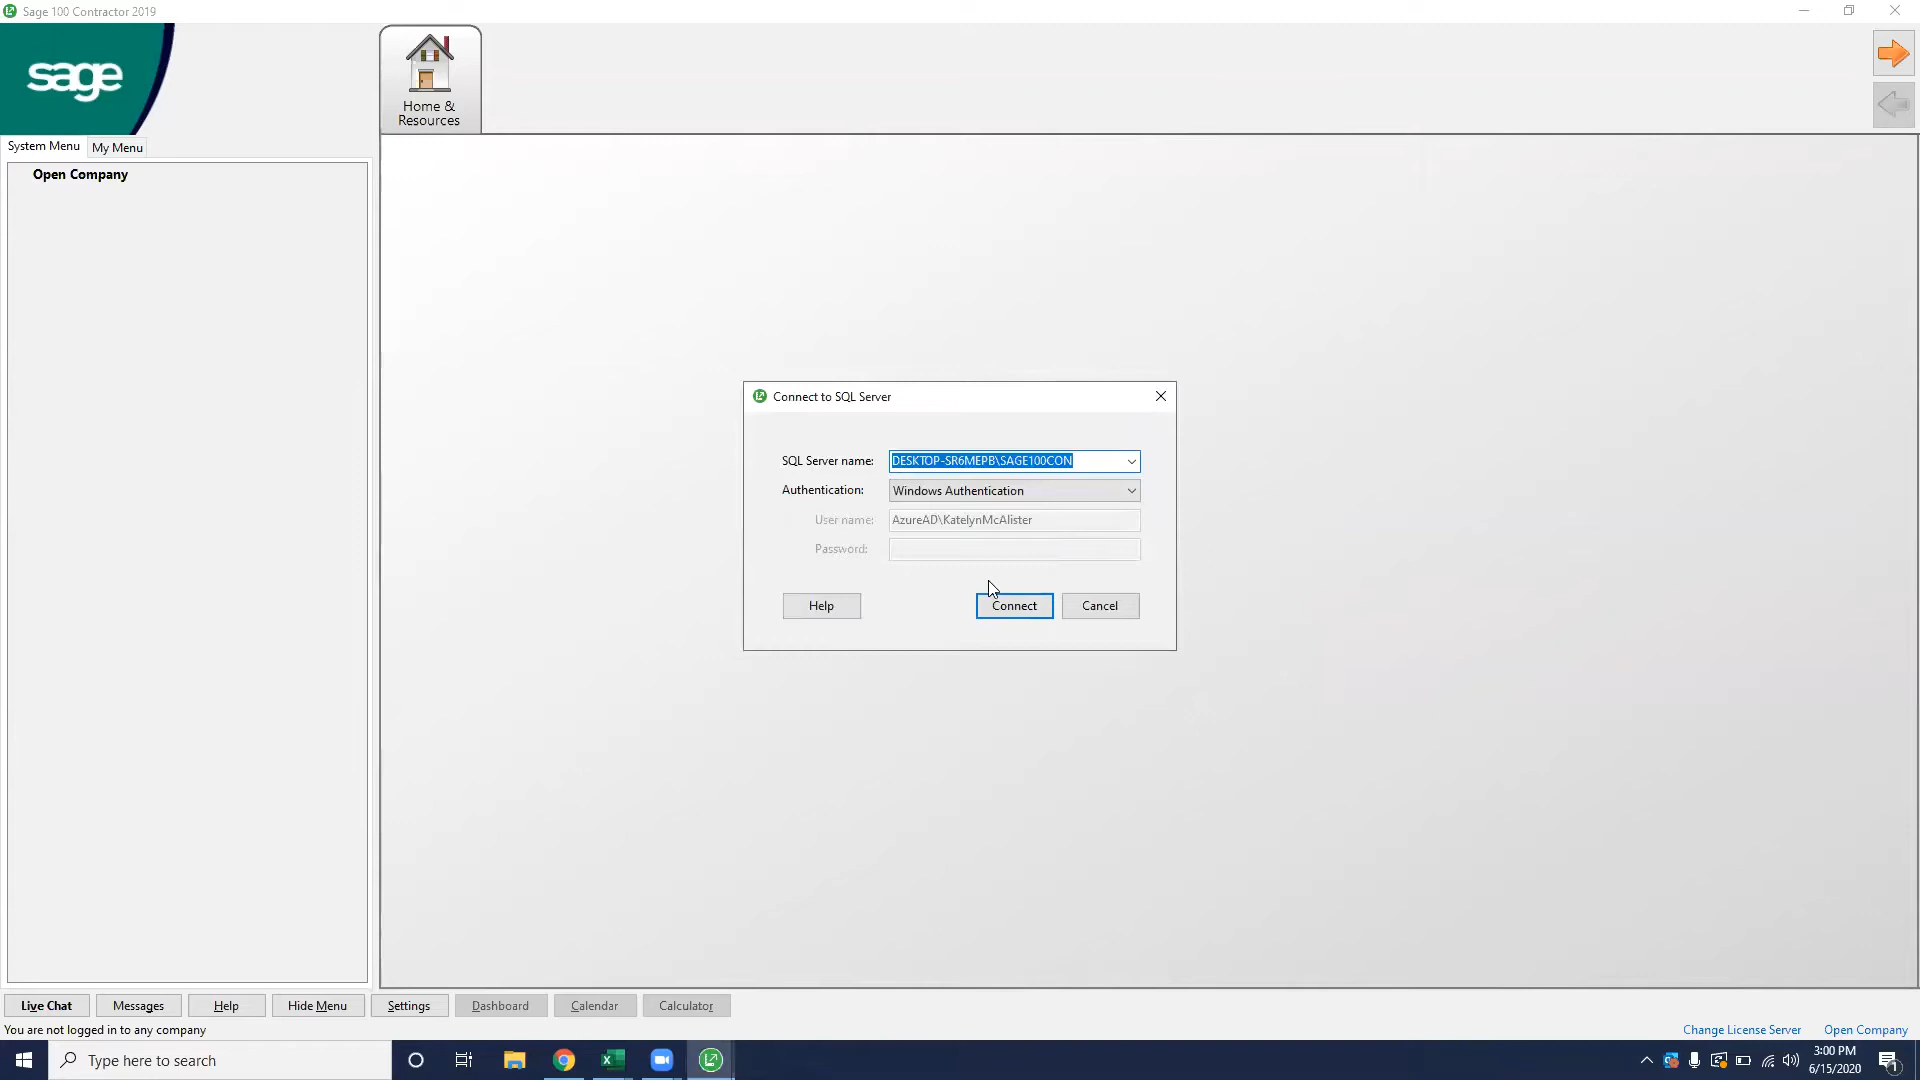 Sage 100 Contractor 2019
sage
Home &
Resources
System Menu
My Menu
Open Company
Connect to SQL Server
SQL Server name:
DESKTOP-SR6MEPB\SAGE100CON
Authentication:
Windows Authentication
User name:
AzureAD\KatelynMcAlister
Password:
Help
Connect
Cancel
Live Chat
Messages
Help
Hide Menu
Settings
Dashboard
Calendar
Calculator
You are not logged in to any company
Change License Server
Open Company
Type here to search
3:00 PM
6/15/2020
1